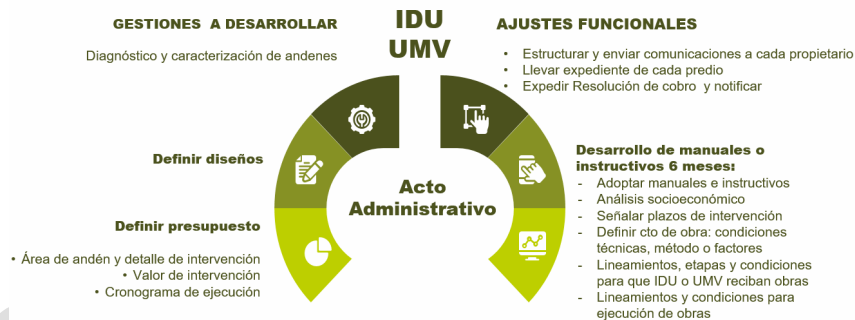 GESTIONES A DESARROLLAR
Diagnóstico y caracterización de andenes
IDU
UMV
AJUSTES FUNCIONALES
• Estructurar y enviar comunicaciones a cada propietario
• Llevar expediente de cada predio
• Expedir Resolución de cobro y notificar
Definir diseños
Definir presupuesto
• Área de andén y detalle de intervención
• Valor de intervención
• Cronograma de ejecución
Acto
Administrativo
Desarrollo de manuales o
instructivos 6 meses:
- Adoptar manuales e instructivos
- Análisis socioeconómico
- Señalar plazos de intervención
- Definir cto de obra: condiciones
técnicas, método o factores
- Lineamientos, etapas y condiciones
para que IDU o UMV reciban obras
- Lineamientos y condiciones para
ejecución de obras